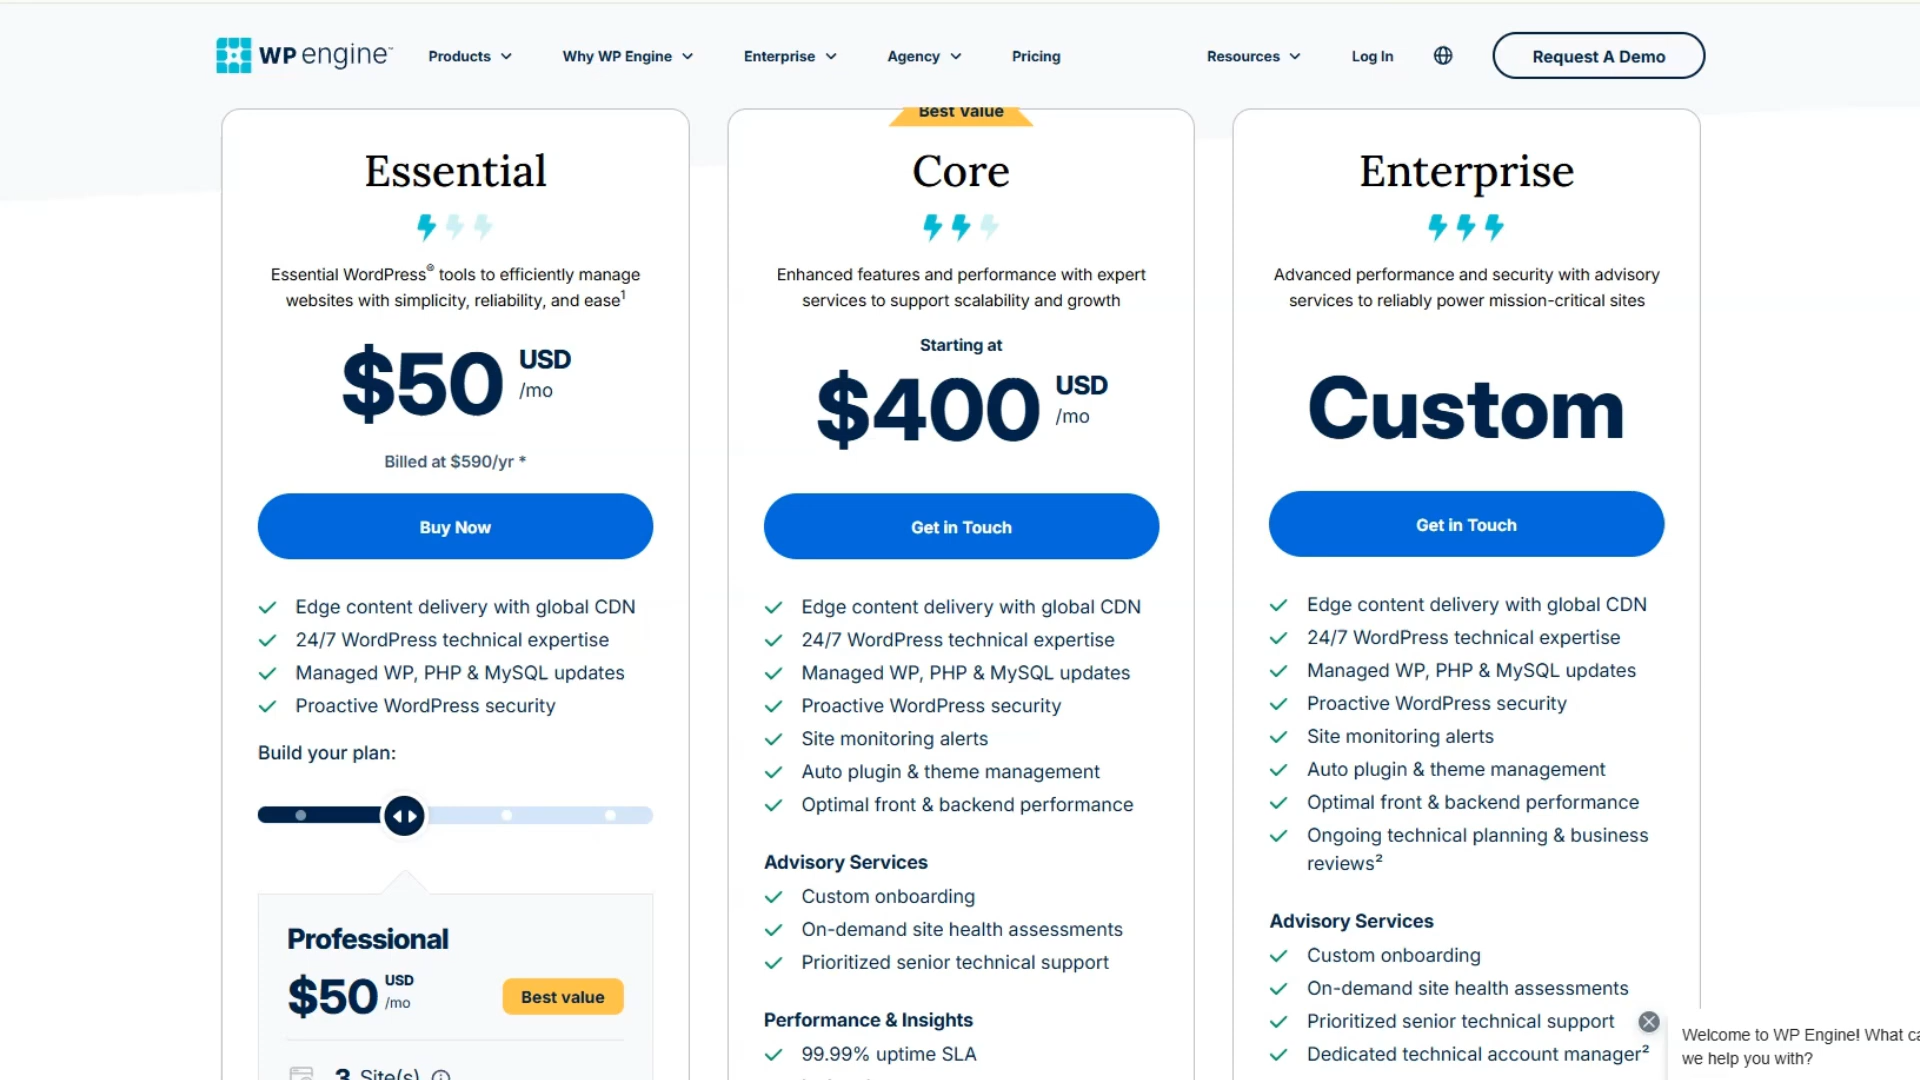 WP engine
Products
Why WP Engine
Enterprise
Agency
Pricing
Resources
Log In
Request A Demo
Essential
Essential WordPress® tools to efficiently manage
websites with simplicity, reliability, and ease¹
$50 USD
/mo
Billed at $590/yr *
Buy Now
Edge content delivery with global CDN
24/7 WordPress technical expertise
Managed WP, PHP & MySQL updates
Proactive WordPress security
Build your plan:
Professional
$50 USD
/mo
Best value
3 Site(s)
Best Value
Core
Enhanced features and performance with expert
services to support scalability and growth
Starting at
$400 USD
/mo
Get in Touch
Edge content delivery with global CDN
24/7 WordPress technical expertise
Managed WP, PHP & MySQL updates
Proactive WordPress security
Site monitoring alerts
Auto plugin & theme management
Optimal front & backend performance
Advisory Services
Custom onboarding
On-demand site health assessments
Prioritized senior technical support
Performance & Insights
99.99% uptime SLA
Enterprise
Advanced performance and security with advisory
services to reliably power mission-critical sites
Custom
Get in Touch
Edge content delivery with global CDN
24/7 WordPress technical expertise
Managed WP, PHP & MySQL updates
Proactive WordPress security
Site monitoring alerts
Auto plugin & theme management
Optimal front & backend performance
Ongoing technical planning & business
reviews²
Advisory Services
Custom onboarding
On-demand site health assessments
Prioritized senior technical support
Dedicated technical account manager²
Welcome to WP Engine! What ca
we help you with?